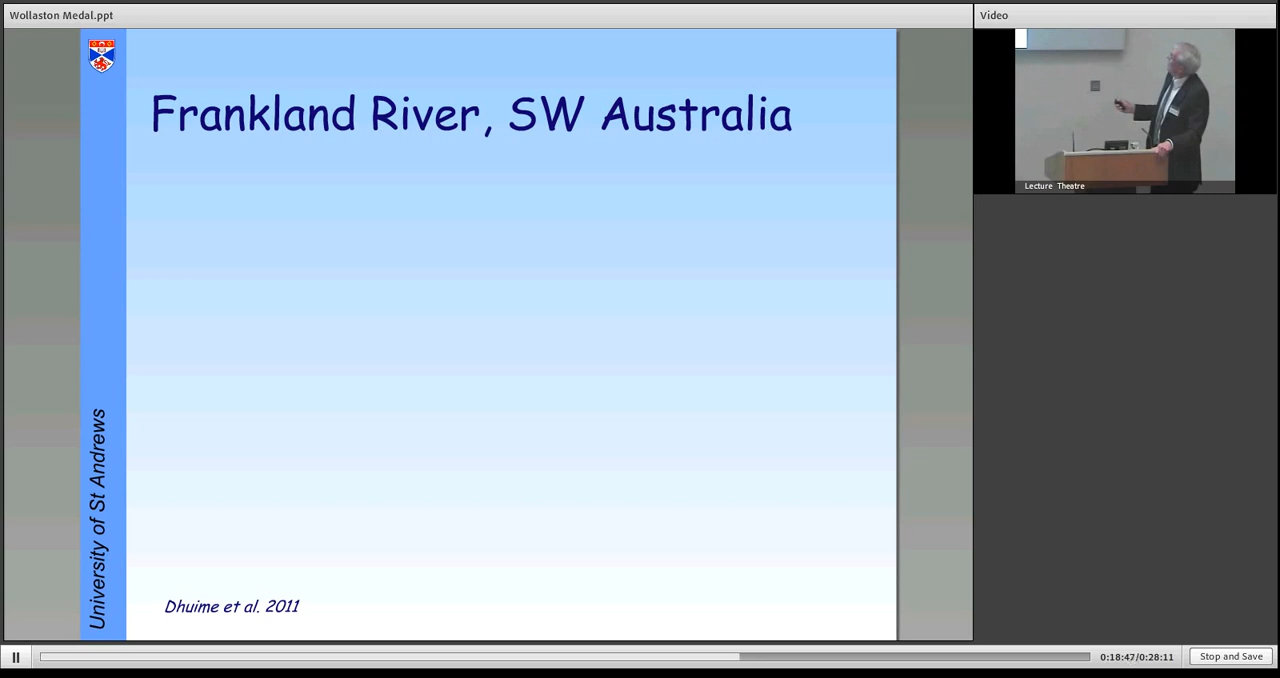 Wollaston Medal.ppt
Video
Frankland River, SW Australia
Lecture Theatre
University of St Andrews
Dhuime et al. 2011
0:18:47/0:28:11
Stop and Save